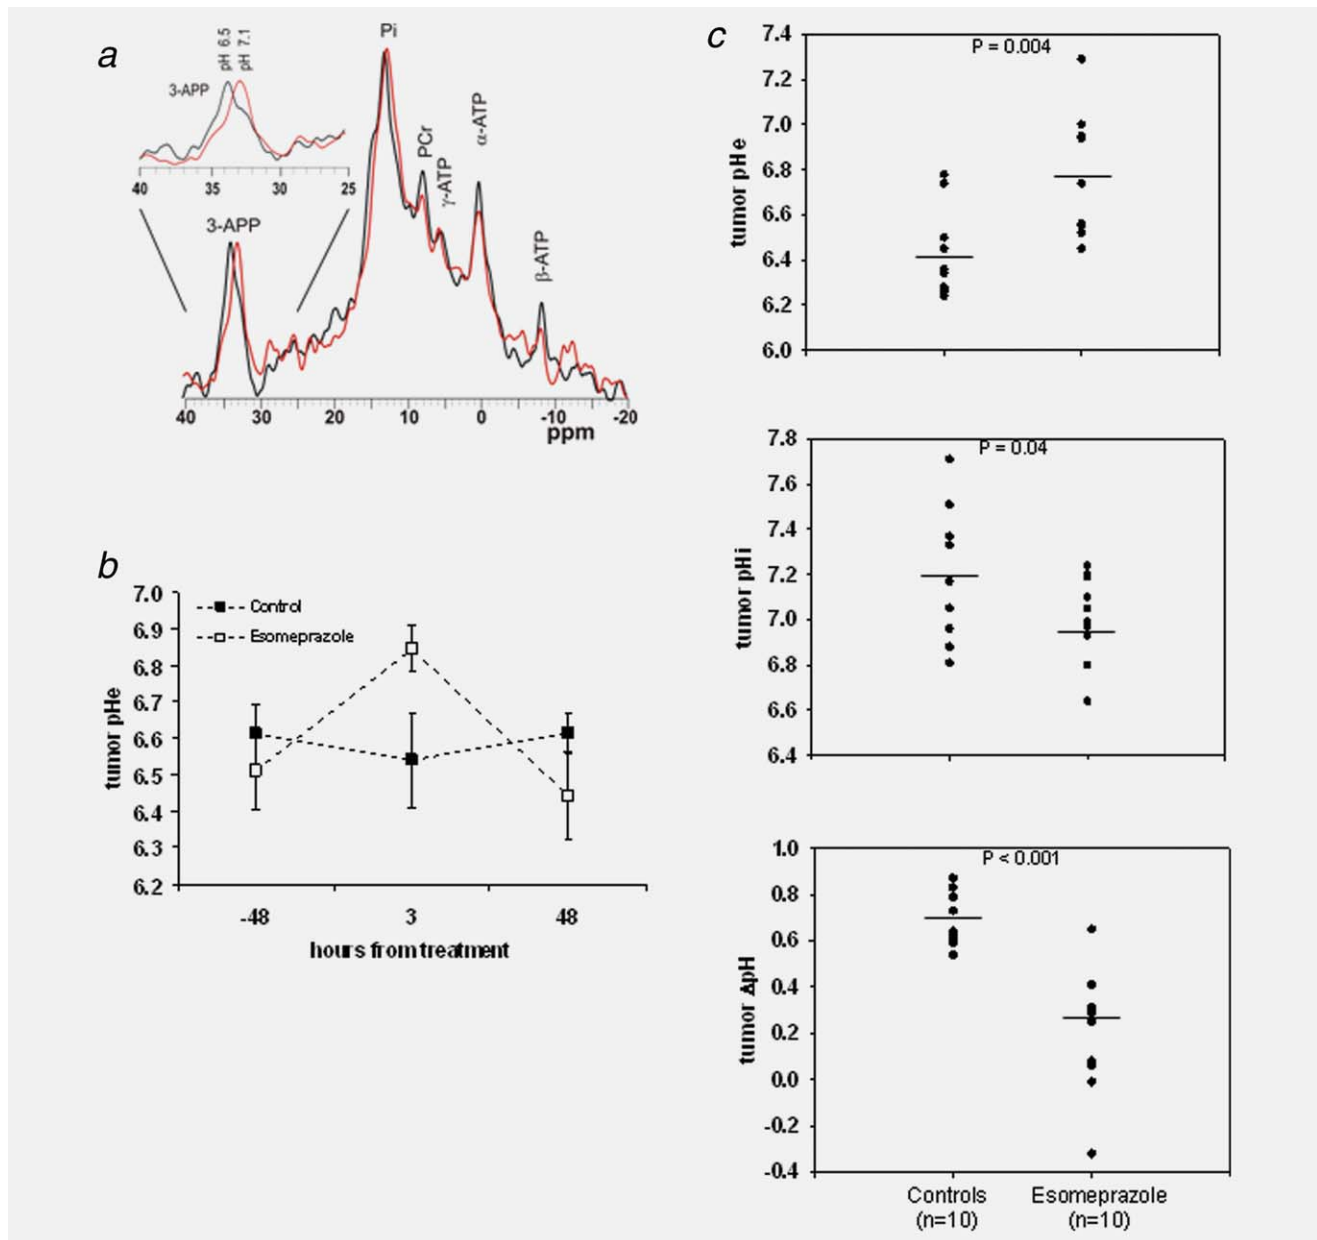 a
pH 6.5
pH 7.1
3-APP
40 35 30 25
Pi
PCr
γ-ATP
α-ATP
β-ATP
3-APP
40 30 20 10 0 -10 -20
ppm
b
7.0
6.9
6.8
6.7
6.6
6.5
6.4
6.3
6.2
tumor pHe
Control
Esomeprazole
-48 3 48
hours from treatment
c
7.4
7.2
7.0
6.8
6.6
6.4
6.2
6.0
tumor pHe
P = 0.004
7.8
7.6
7.4
7.2
7.0
6.8
6.6
6.4
tumor pHi
P = 0.04
1.0
0.8
0.6
0.4
0.2
0.0
-0.2
-0.4
tumor ΔpH
P < 0.001
Controls Esomeprazole
(n=10) (n=10)